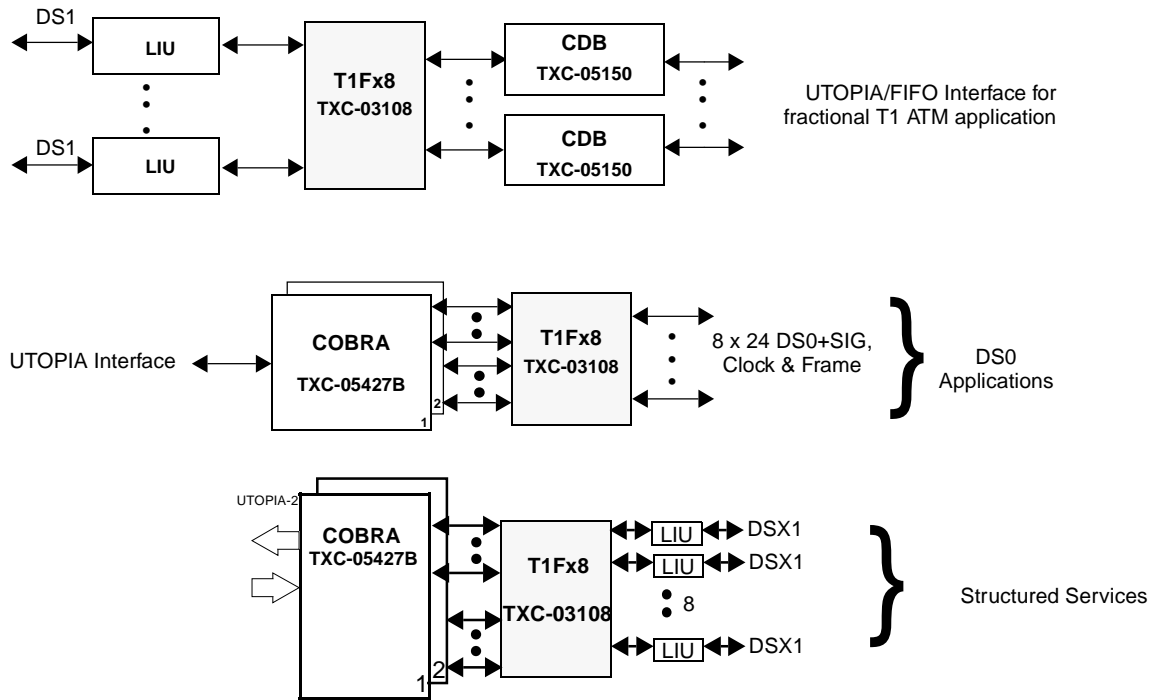 DS1
LIU
T1Fx8
TXC-03108
CDB
TXC-05150
UTOPIA/FIFO Interface for
fractional T1 ATM application
DS1
LIU
CDB
TXC-05150
UTOPIA Interface
COBRA
TXC-05427B
2
1
T1Fx8
TXC-03108
8 x 24 DS0+SIG,
Clock & Frame
DS0
Applications
UTOPIA-2
COBRA
TXC-05427B
2
1
T1Fx8
TXC-03108
LIU
DSX1
LIU
DSX1
8
LIU
DSX1
Structured Services